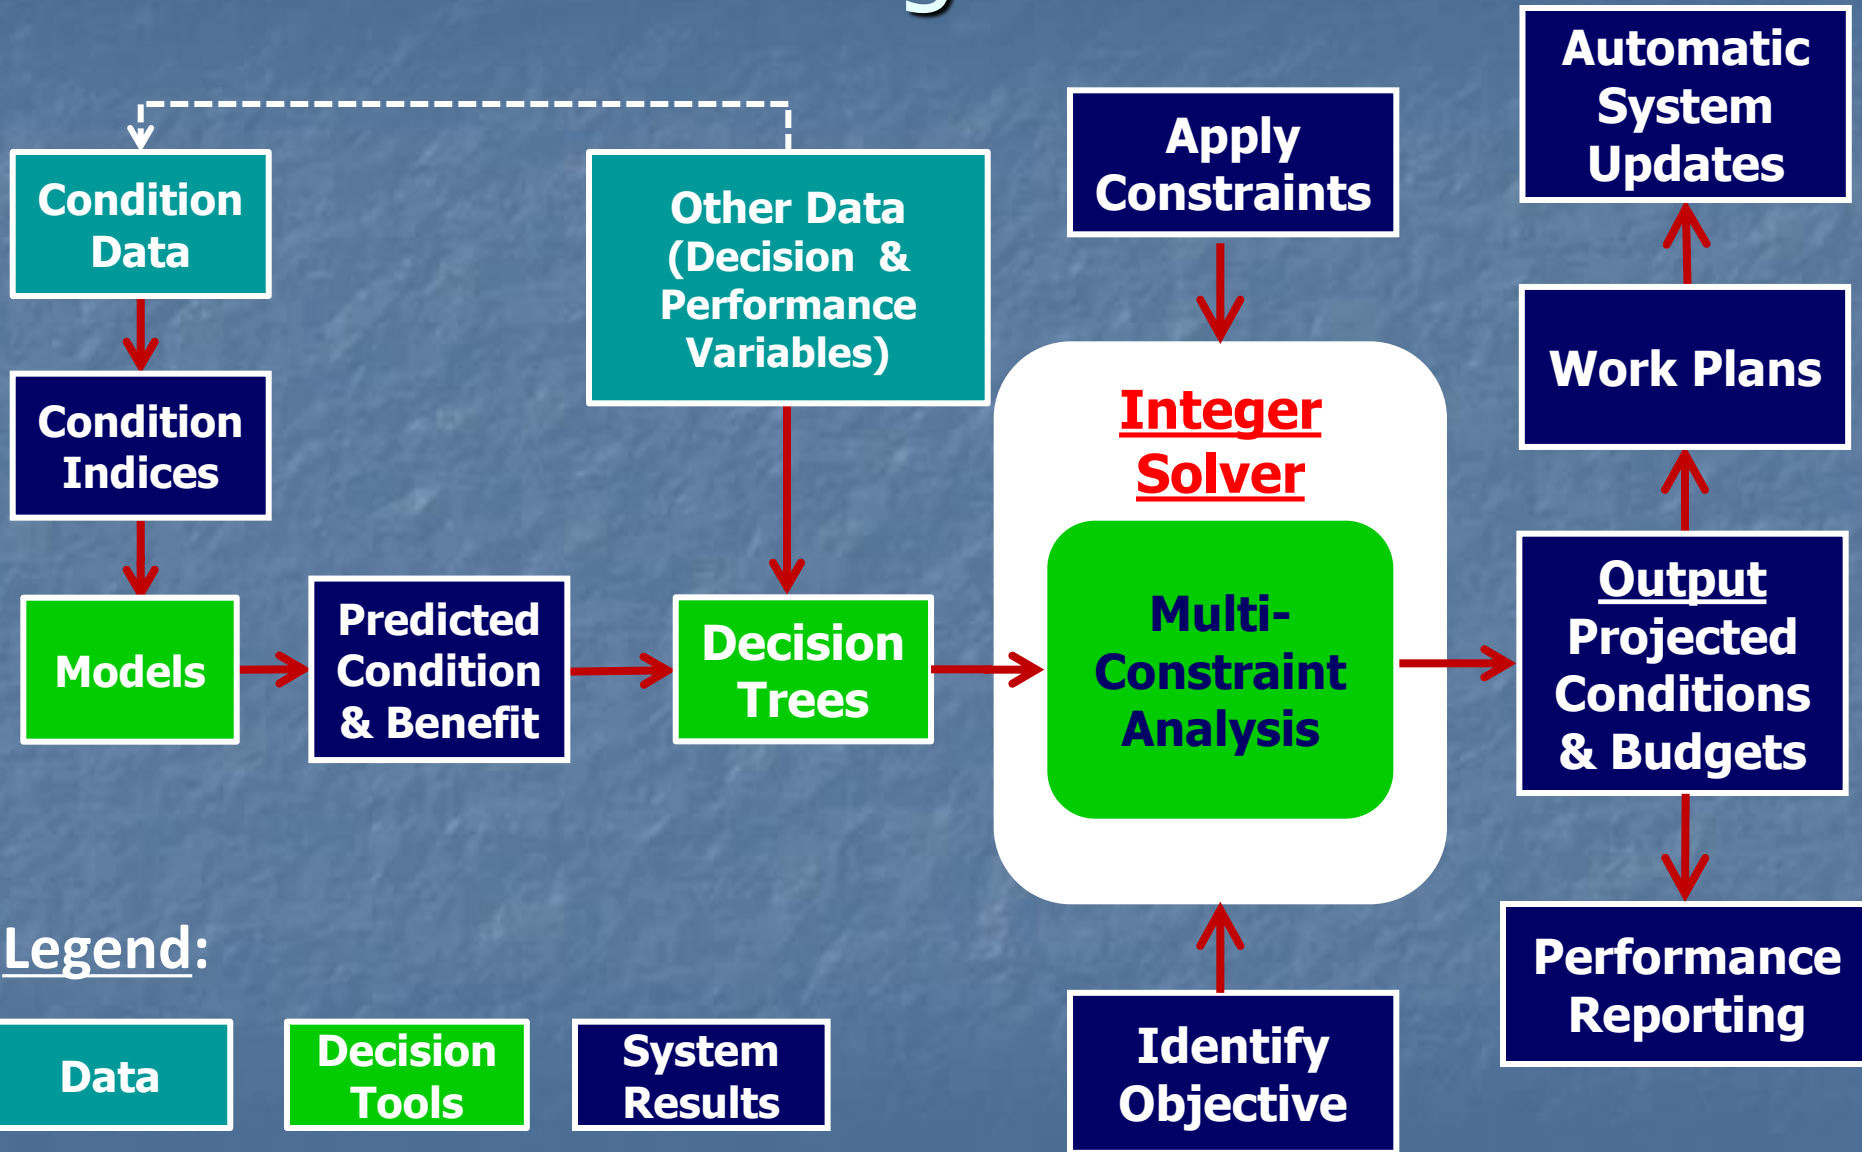 Condition
Data
Condition
Indices
Models
Predicted
Condition
& Benefit
Other Data
(Decision &
Performance
Variables)
Decision
Trees
Apply
Constraints
Integer
Solver
Multi-
Constraint
Analysis
Identify
Objective
Automatic
System
Updates
Work Plans
Output
Projected
Conditions
& Budgets
Performance
Reporting
Legend:
Data
Decision
Tools
System
Results